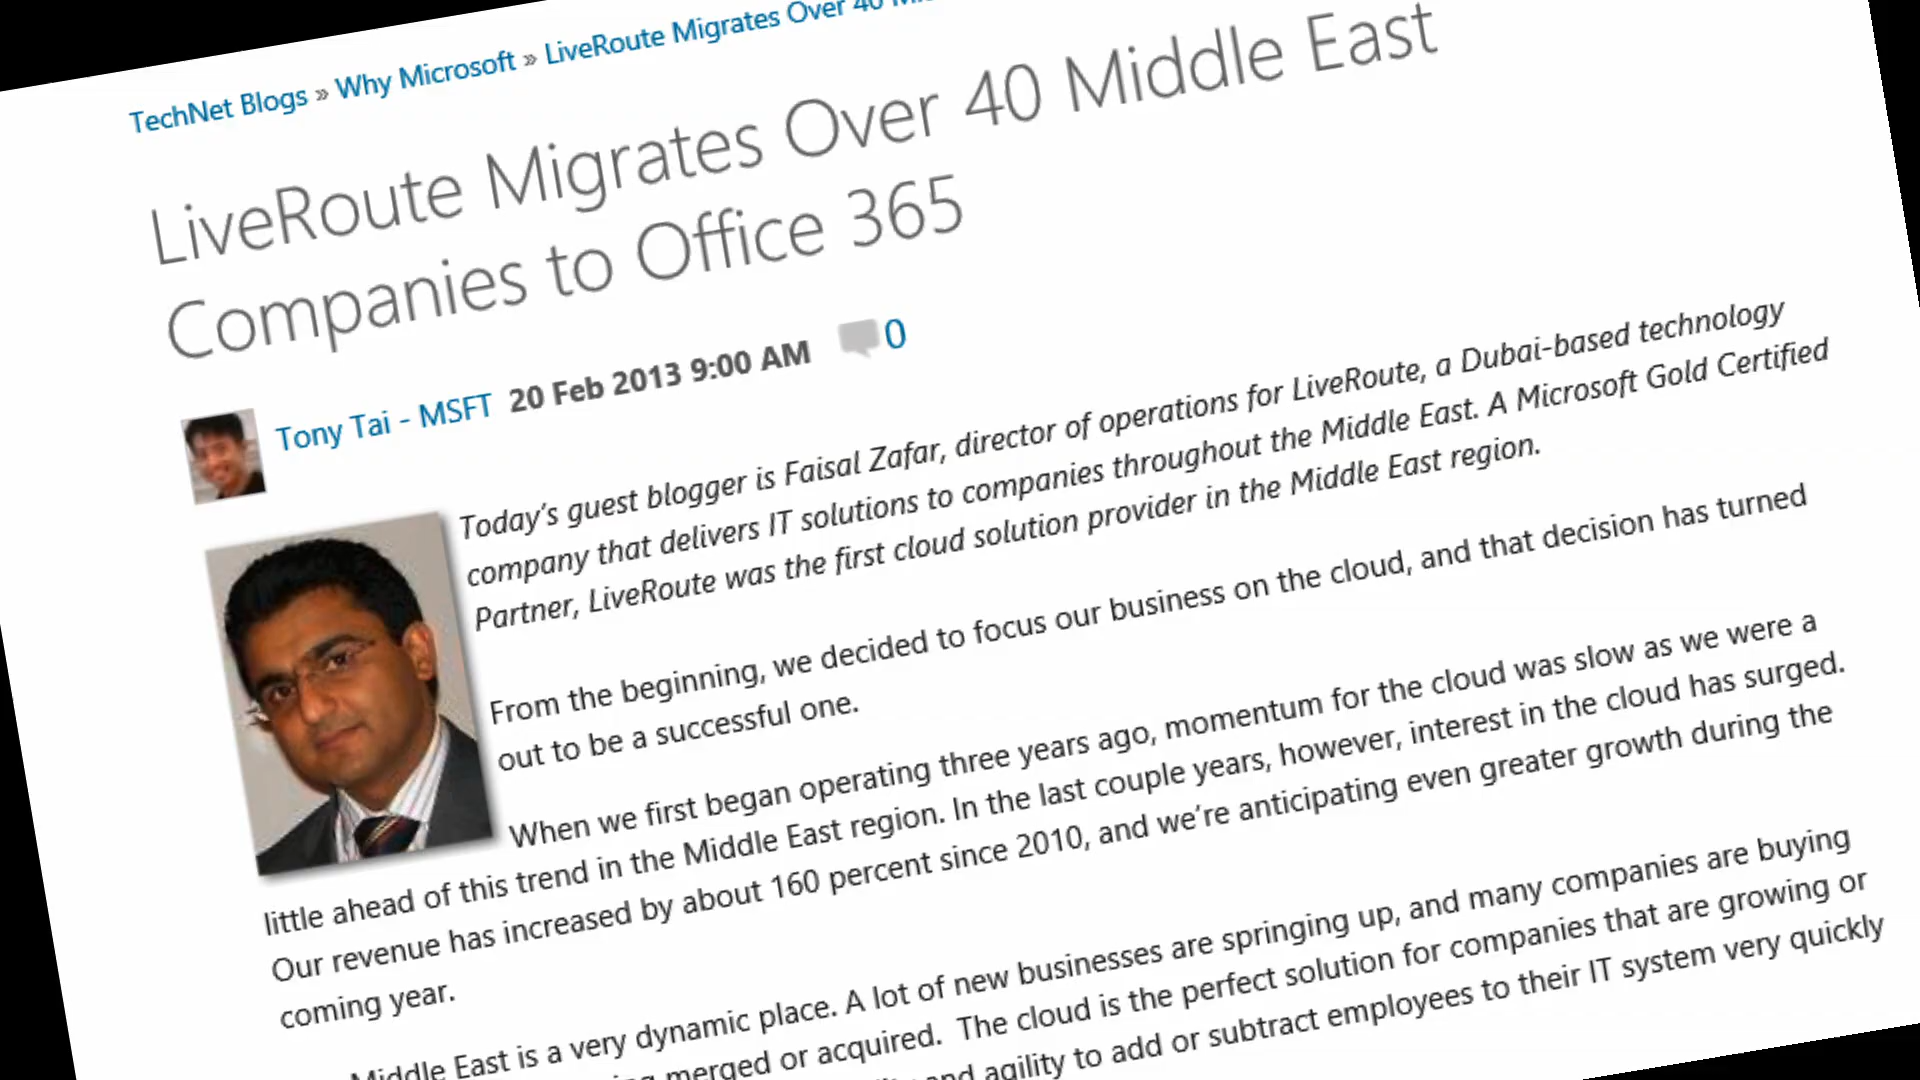 TechNet Blogs » Why Microsoft » LiveRoute Migrates Over 40
LiveRoute Migrates Over 40 Middle East
Companies to Office 365
Tony Tai - MSFT 20 Feb 2013 9:00 AM 0
Today's guest blogger is Faisal Zafar, director of operations for LiveRoute, a Dubai-based technology
company that delivers IT solutions to companies throughout the Middle East. A Microsoft Gold Certified
Partner, LiveRoute was the first cloud solution provider in the Middle East region.
From the beginning, we decided to focus our business on the cloud, and that decision has turned
out to be a successful one.
When we first began operating three years ago, momentum for the cloud was slow as we were a
little ahead of this trend in the Middle East region. In the last couple years, however, interest in the cloud has surged.
Our revenue has increased by about 160 percent since 2010, and we're anticipating even greater growth during the
coming year.
Middle East is a very dynamic place. A lot of new businesses are springing up, and many companies are buying
merged or acquired. The cloud is the perfect solution for companies that are growing or
and agility to add or subtract employees to their IT system very quickly